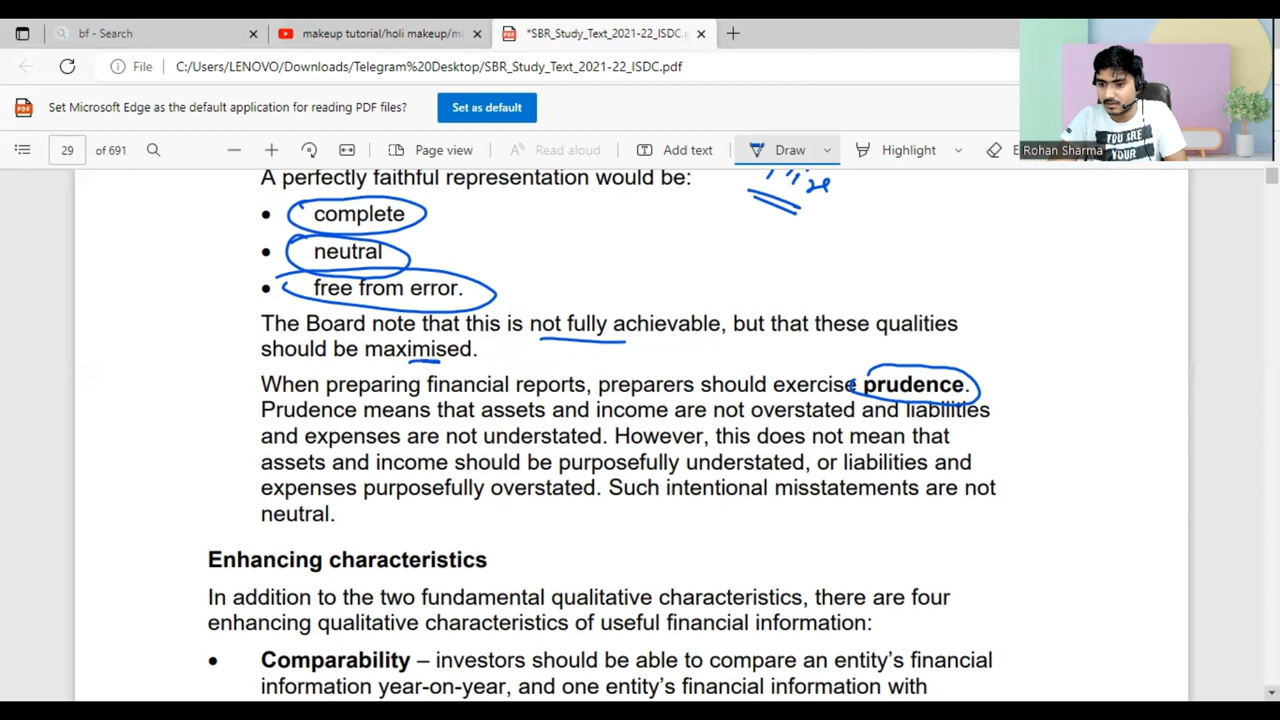 bf - Search
makeup tutorial/holi makeup/m
*SBR_Study_Text_2021-22_ISDC.p
File C:/Users/LENOVO/Downloads/Telegram%20Desktop/SBR_Study_Text_2021-22_ISDC.pdf
Set Microsoft Edge as the default application for reading PDF files? Set as default
29 of 691 Page view Read aloud Add text Draw Highlight E
YOU ARE
YOUR
Rohan Sharma
A perfectly faithful representation would be:
• complete
• neutral
• free from error.
The Board note that this is not fully achievable, but that these qualities
should be maximised.
When preparing financial reports, preparers should exercise prudence.
Prudence means that assets and income are not overstated and liabilities
and expenses are not understated. However, this does not mean that
assets and income should be purposefully understated, or liabilities and
expenses purposefully overstated. Such intentional misstatements are not
neutral.
Enhancing characteristics
In addition to the two fundamental qualitative characteristics, there are four
enhancing qualitative characteristics of useful financial information:
• Comparability – investors should be able to compare an entity's financial
information year-on-year, and one entity's financial information with